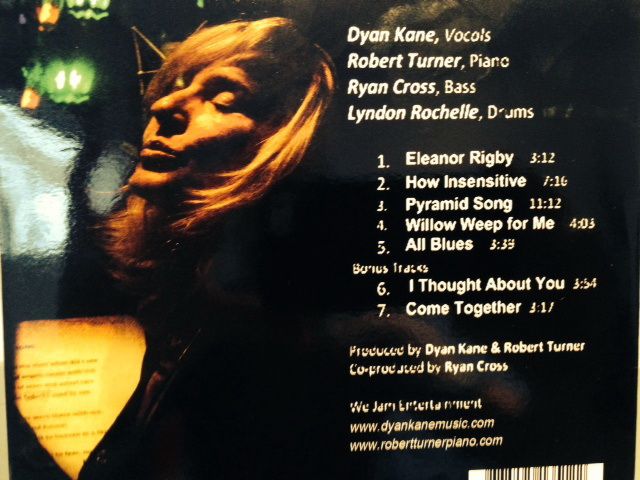 Dyan Kane, Vocals
Robert Turner, Piano
Ryan Cross, Bass
Lyndon Rochelle, Drums
1. Eleanor Rigby 3:12
2. How Insensitive 7:16
3. Pyramid Song 11:12
4. Willow Weep for Me 4:03
5. All Blues 3:39
Bonus Tracks
6. I Thought About You 3:54
7. Come Together 3:17
Produced by Dyan Kane & Robert Turner
Co-produced by Ryan Cross
We Jam Entertainment
www.dyankanemusic.com
www.robertturnerpiano.com